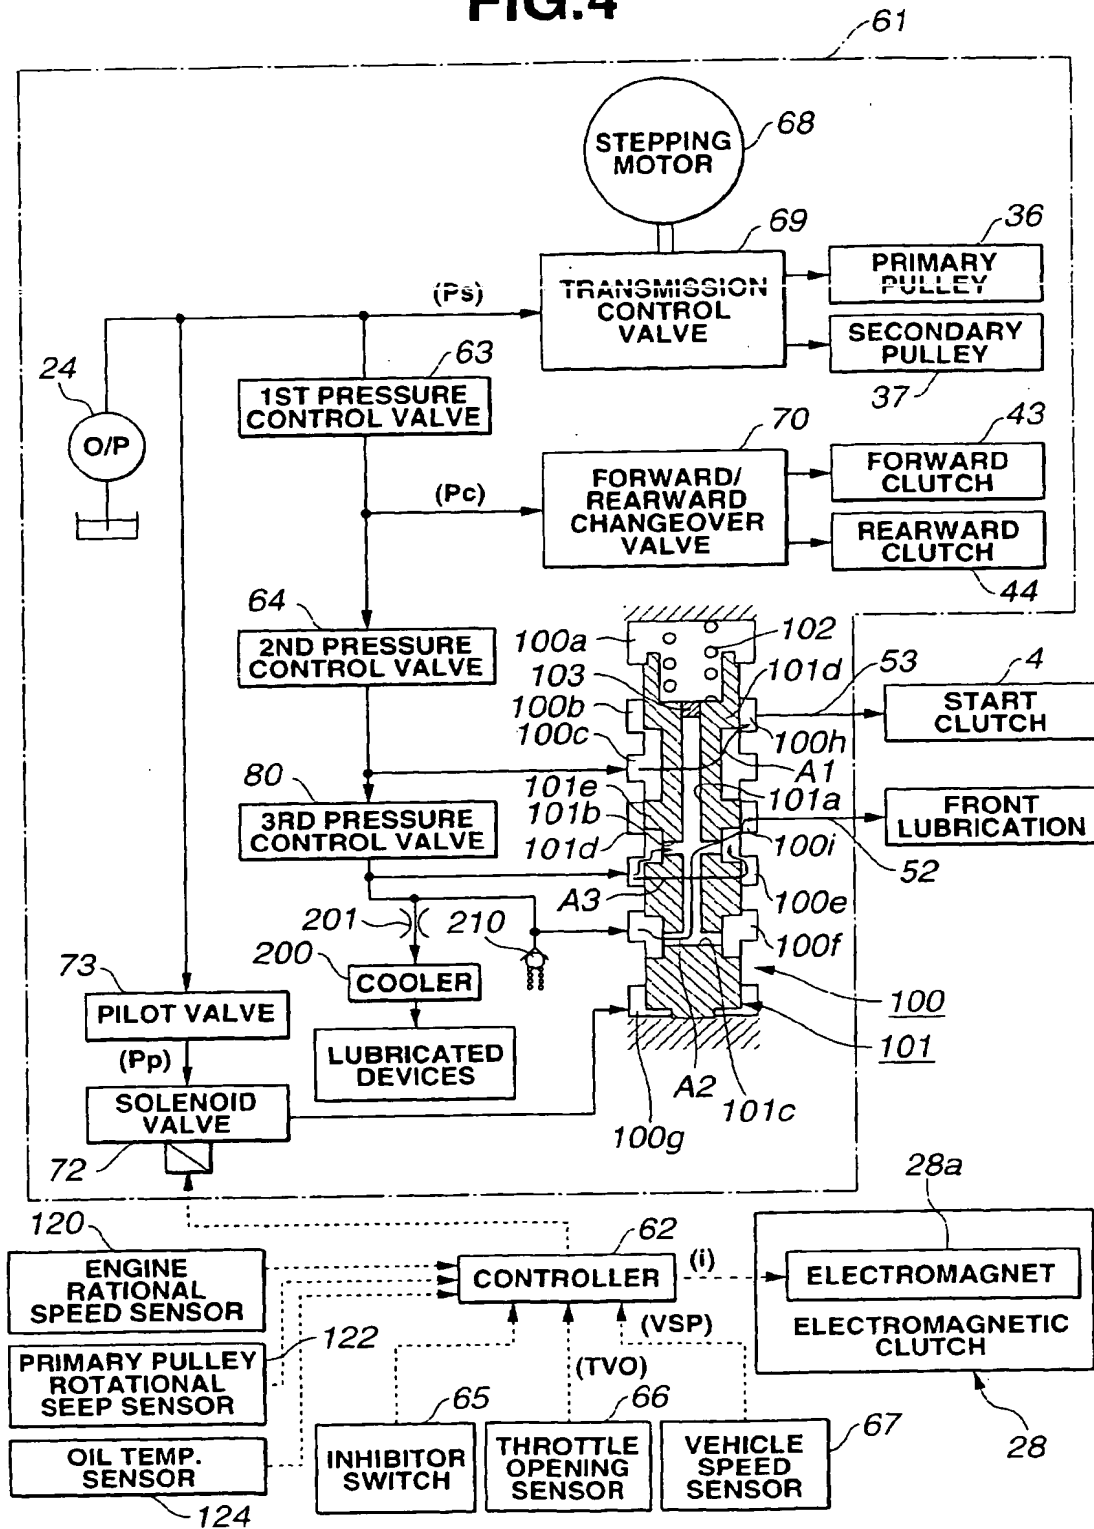 FIG.4
61
STEPPING
MOTOR
68
69
36
(Ps)
TRANSMISSION
CONTROL
VALVE
PRIMARY
PULLEY
SECONDARY
PULLEY
37
24
63
1ST PRESSURE
CONTROL VALVE
O/P
70
43
(Pc)
FORWARD/
REARWARD
CHANGEOVER
VALVE
FORWARD
CLUTCH
REARWARD
CLUTCH
44
64
2ND PRESSURE
CONTROL VALVE
100a
102
103
101d
53
4
100b
START
CLUTCH
100c
100h
A1
80
101e
101a
3RD PRESSURE
CONTROL VALVE
101b
FRONT
LUBRICATION
101d
100i
52
A3
100e
201
210
100f
200
COOLER
73
PILOT VALVE
100
(Pp)
LUBRICATED
DEVICES
101
SOLENOID
VALVE
A2
101c
72
100g
28a
120
62
ENGINE
RATIONAL
SPEED SENSOR
CONTROLLER
(i)
ELECTROMAGNET
ELECTROMAGNETIC
CLUTCH
122
(VSP)
PRIMARY PULLEY
ROTATIONAL
SEEP SENSOR
(TVO)
65
66
67
28
OIL TEMP.
SENSOR
INHIBITOR
SWITCH
THROTTLE
OPENING
SENSOR
VEHICLE
SPEED
SENSOR
124